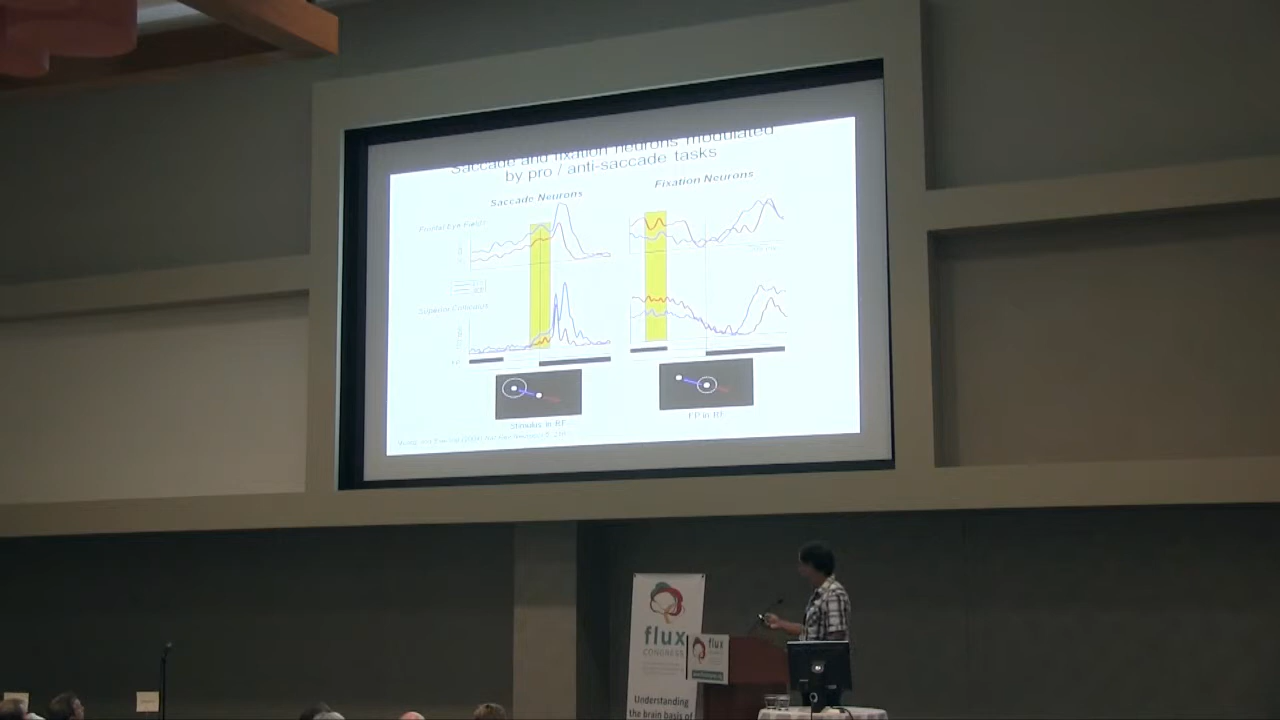 Saccade and fixation neurons modulated
by pro / anti-saccade tasks
Saccade Neurons
Fixation Neurons
Frontal Eye Fields
Superior Colliculus
Stimulus in RF
FP in RF
flux
CONGRESS
flux
Understanding
the brain basis of